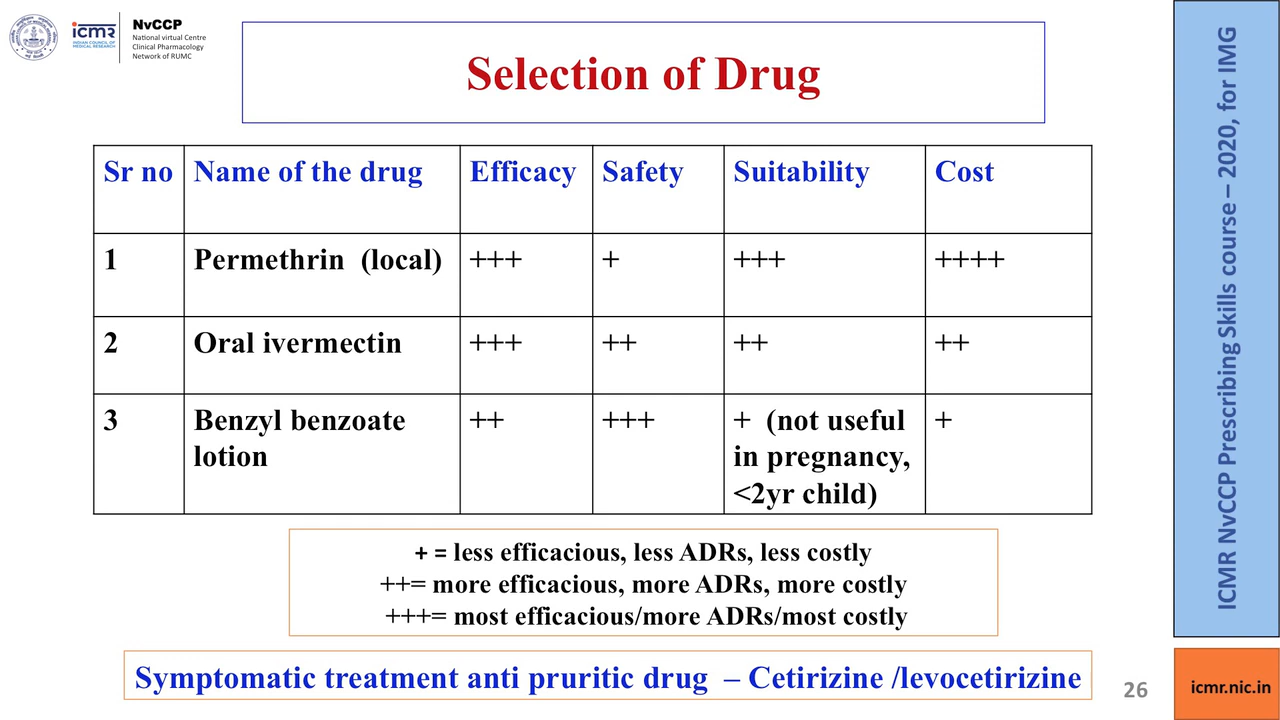 icmr
INDIAN COUNCIL OF
MEDICAL RESEARCH
NvCCP
National virtual Centre
Clinical Pharmacology
Network of RUMC
Selection of Drug
Sr no Name of the drug Efficacy Safety Suitability Cost
1 Permethrin (local) +++ + +++ ++++
2 Oral ivermectin +++ ++ ++ ++
3 Benzyl benzoate lotion ++ +++ + (not useful in pregnancy, <2yr child) +
+ = less efficacious, less ADRs, less costly
++= more efficacious, more ADRs, more costly
+++= most efficacious/more ADRs/most costly
Symptomatic treatment anti pruritic drug – Cetirizine /levocetirizine
26
ICMR NvCCP Prescribing Skills course – 2020, for IMG
icmr.nic.in